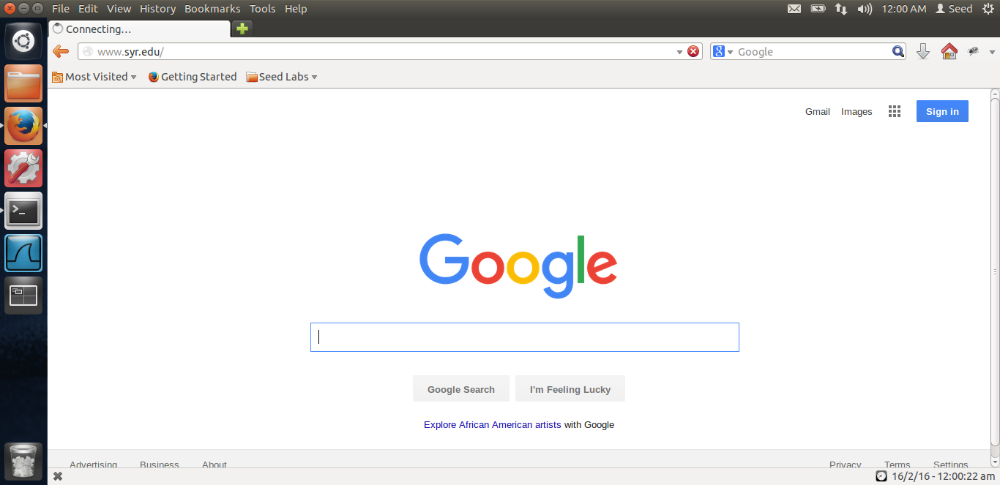 File Edit View History Bookmarks Tools Help 12:00 AM Seed
Connecting...
www.syr.edu/ 8 Google
Most Visited Getting Started Seed Labs
Gmail Images Sign in
Google
Google Search I'm Feeling Lucky
Explore African American artists with Google
Advertising Business About Privacy Terms Settings
16/2/16 - 12:00:22 am